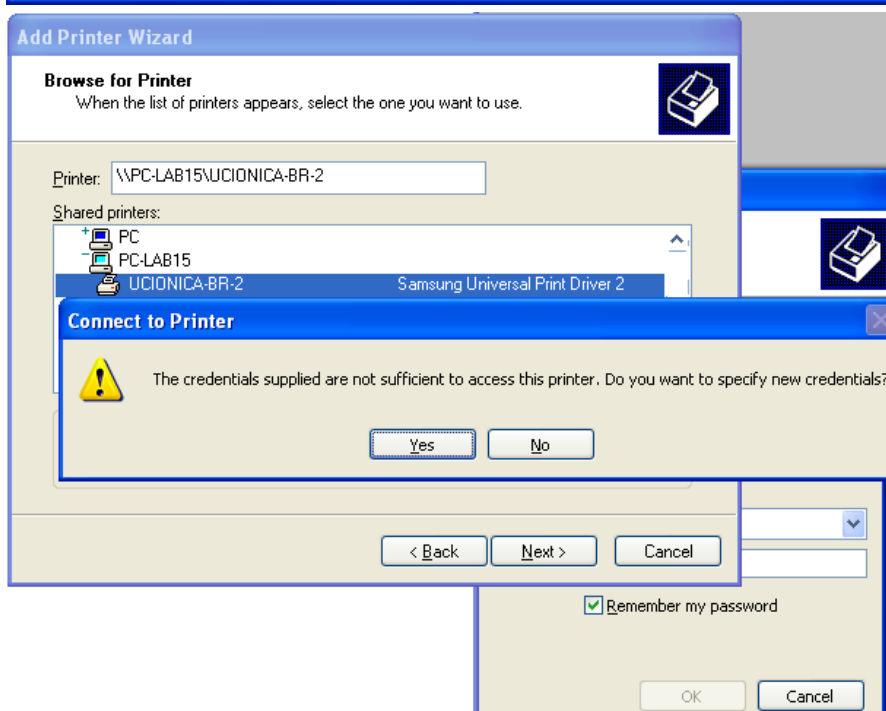 Add Printer Wizard
Browse for Printer
When the list of printers appears, select the one you want to use.
Printer: \\PC-LAB15\UCIONICA-BR-2
Shared printers:
PC
PC-LAB15
UCIONICA-BR-2 Samsung Universal Print Driver 2
Connect to Printer
The credentials supplied are not sufficient to access this printer. Do you want to specify new credentials?
Yes No
< Back Next > Cancel
Remember my password
OK Cancel